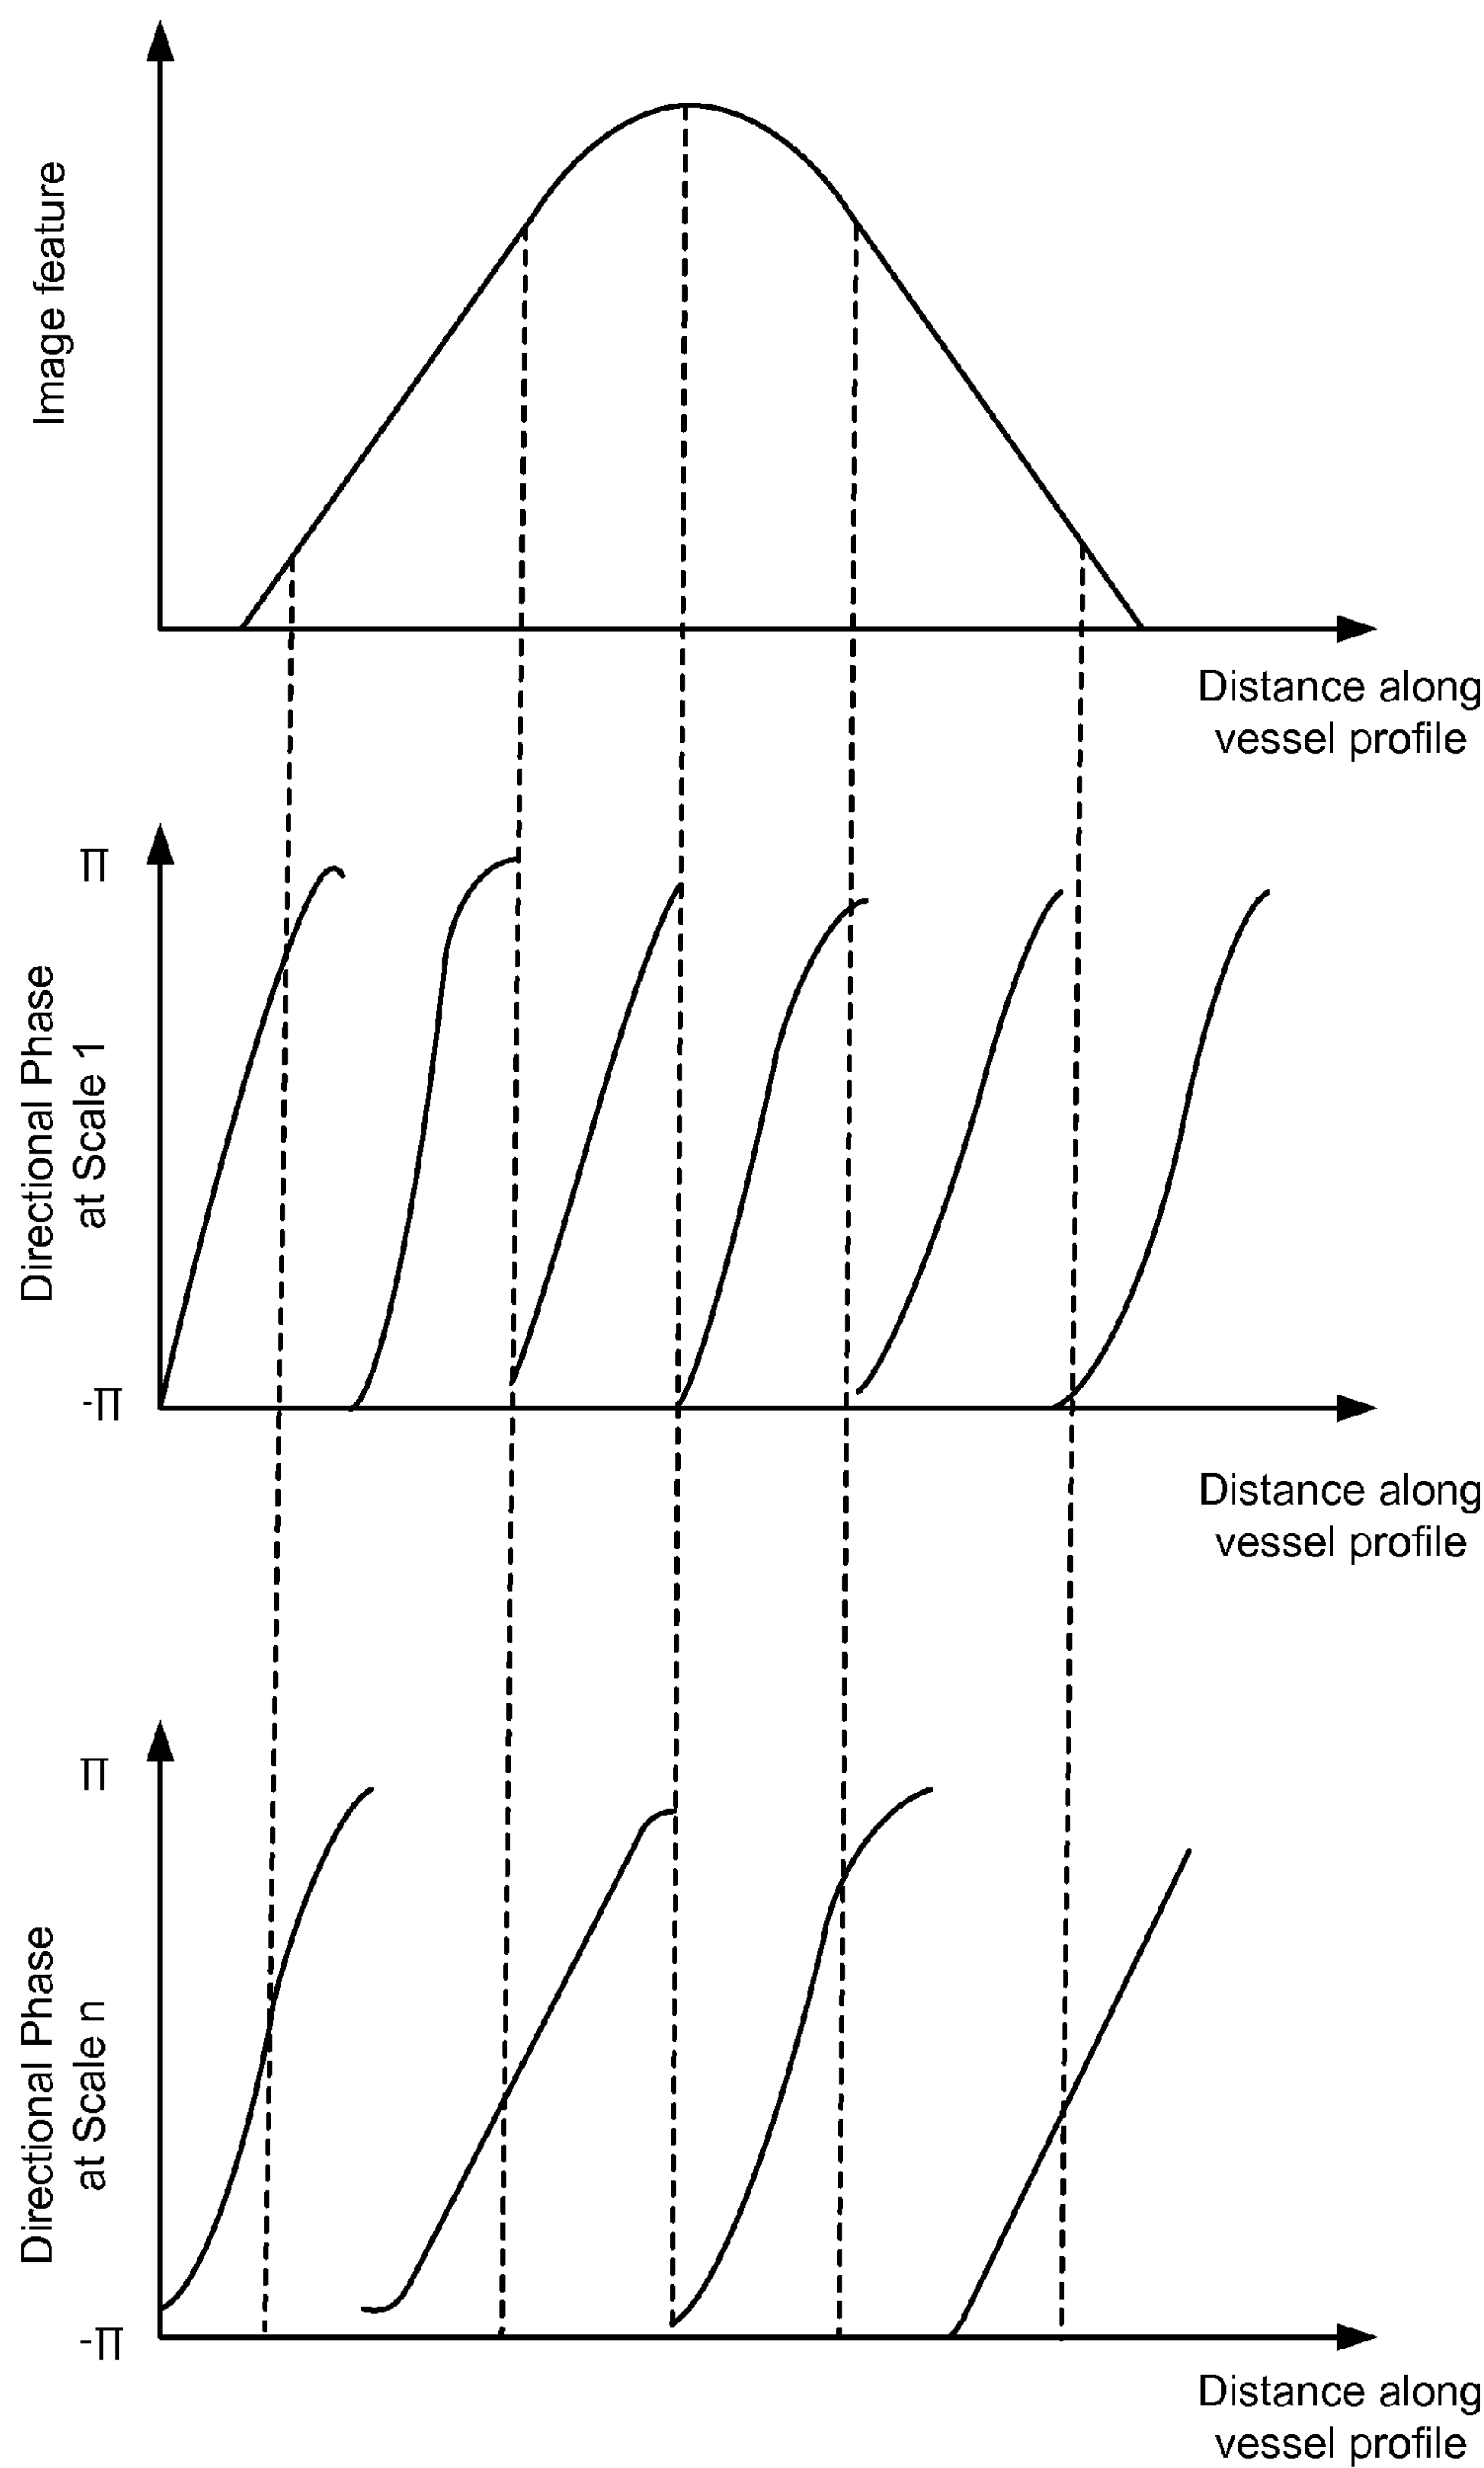 Image feature
Distance along
vessel profile
Π
Directional Phase
at Scale 1
-Π
Distance along
vessel profile
Π
Directional Phase
at Scale n
-Π
Distance along
vessel profile